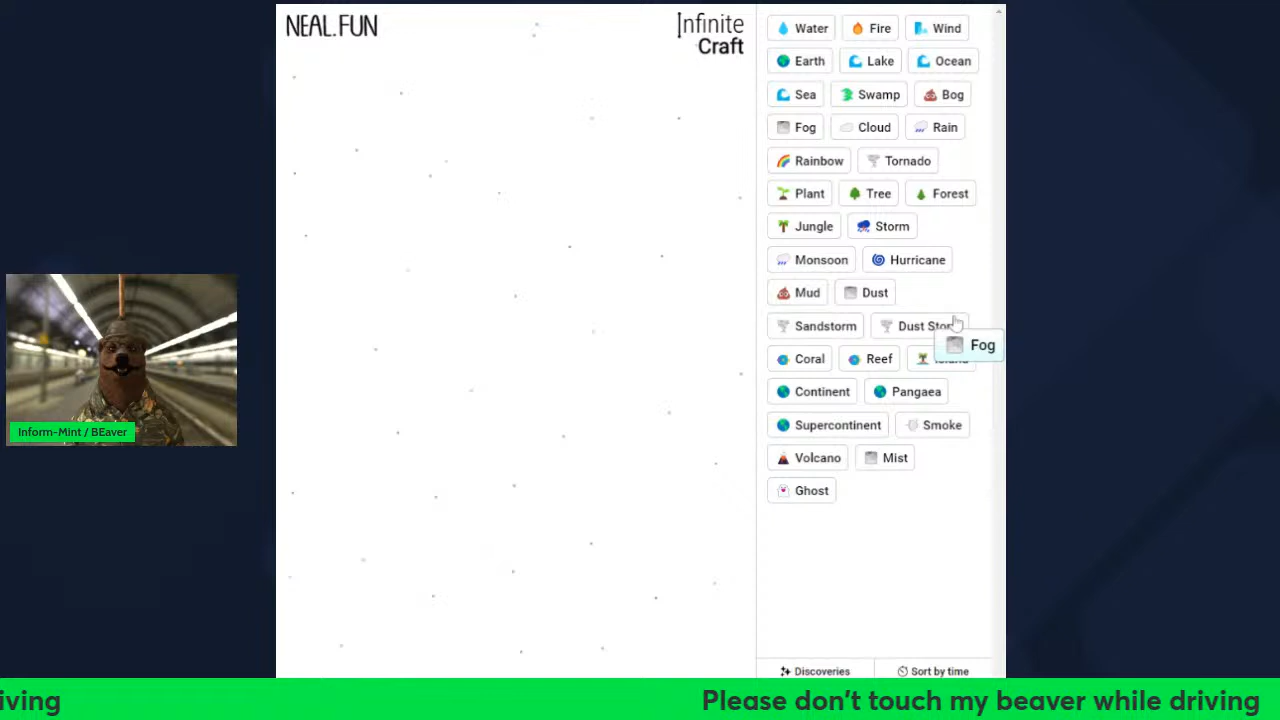 NEAL.FUN
Infinite
Craft
Water
Fire
Wind
Earth
Lake
Ocean
Sea
Swamp
Bog
Fog
Cloud
Rain
Rainbow
Tornado
Plant
Tree
Forest
Jungle
Storm
Monsoon
Hurricane
Mud
Dust
Sandstorm
Dust
Fog
Coral
Reef
Continent
Pangaea
Supercontinent
Smoke
Volcano
Mist
Ghost
Discoveries
Sort by time
Inform-Mint / BEaver
iving
Please don't touch my beaver while driving